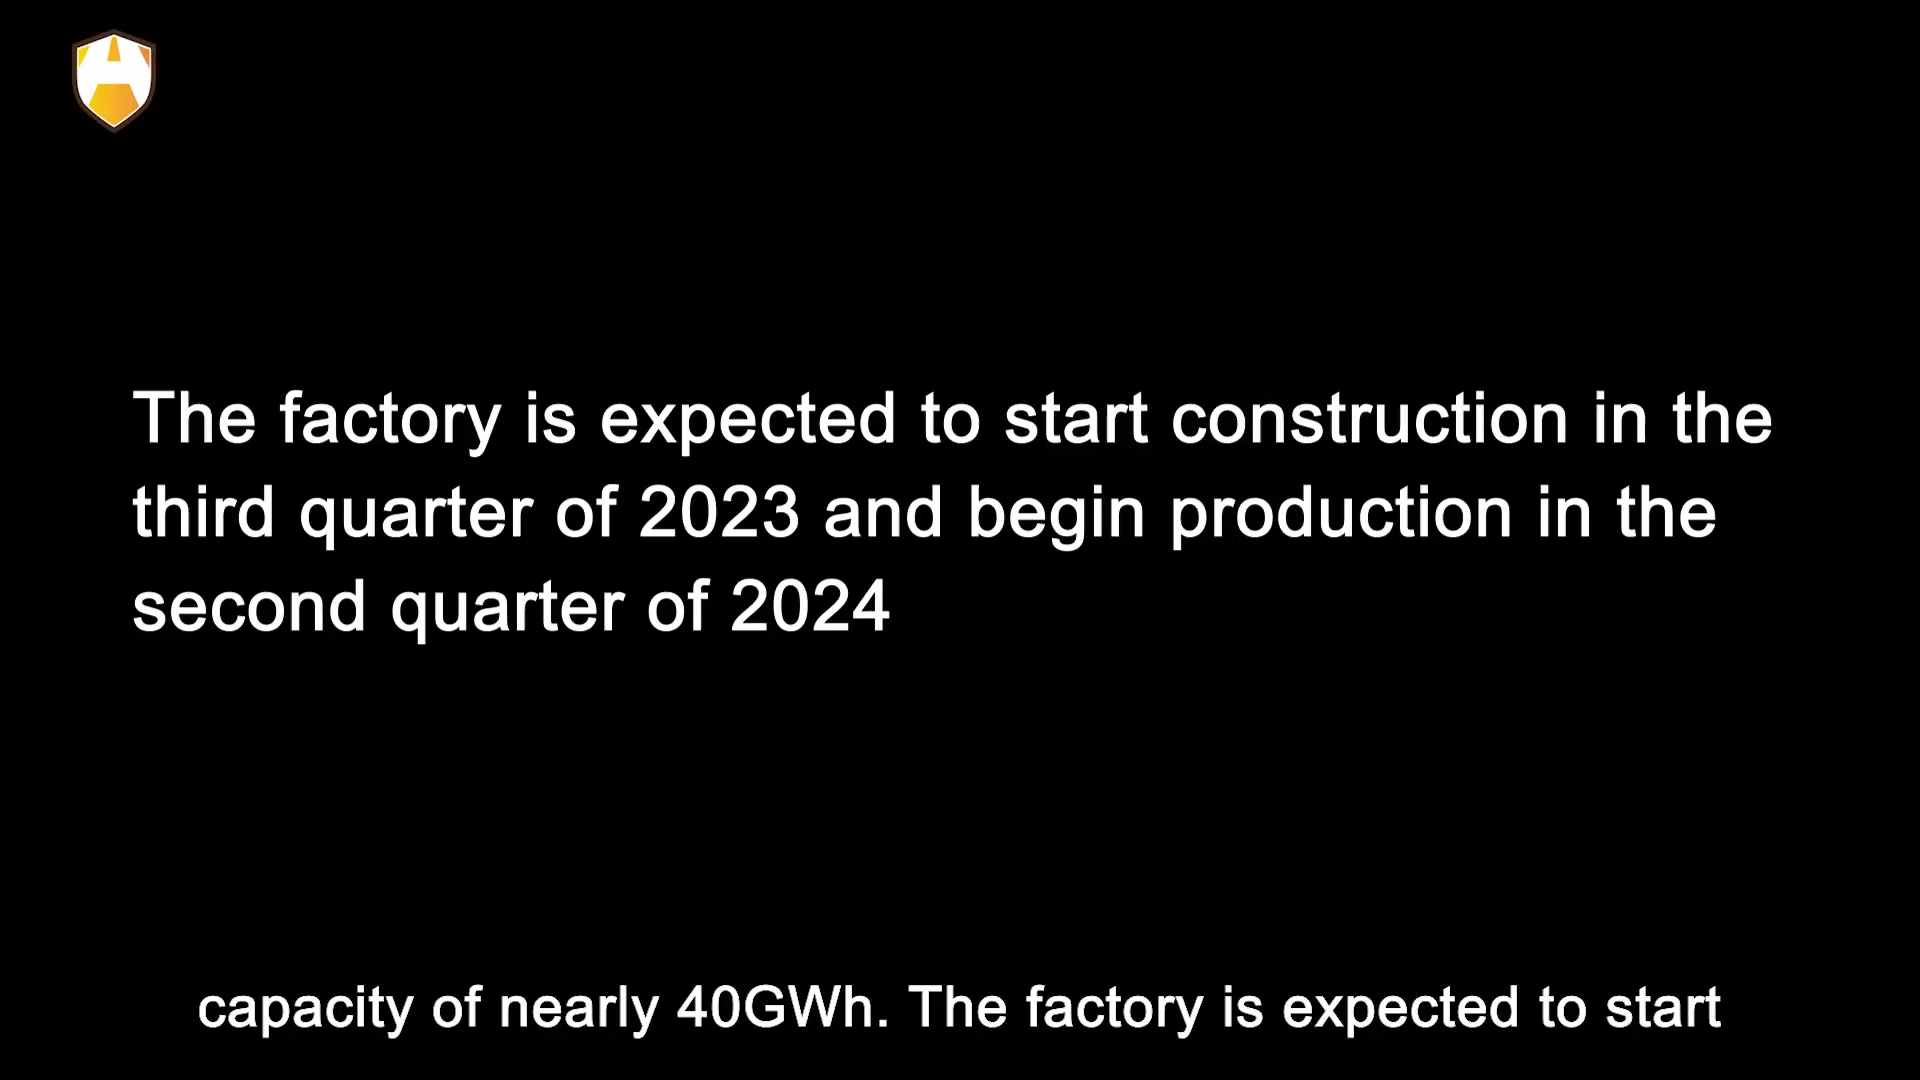 The factory is expected to start construction in the
third quarter of 2023 and begin production in the
second quarter of 2024
capacity of nearly 40GWh. The factory is expected to start